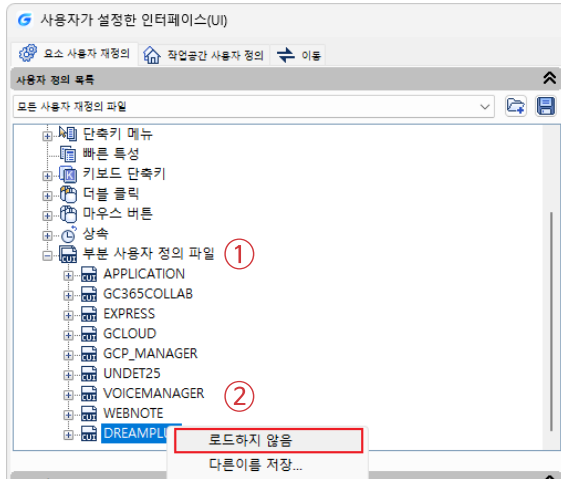 사용자가 설정한 인터페이스(UI)
요소 사용자 재정의 작업공간 사용자 정의 이동
사용자 정의 목록
모든 사용자 재정의 파일
단축키 메뉴
빠른 특성
키보드 단축키
더블 클릭
마우스 버튼
상속
부분 사용자 정의 파일 ①
APPLICATION
GC365COLLAB
EXPRESS
GCLOUD
GCP_MANAGER
UNDET25
VOICEMANAGER ②
WEBNOTE
DREAMPLU
로드하지 않음
다른이름 저장...